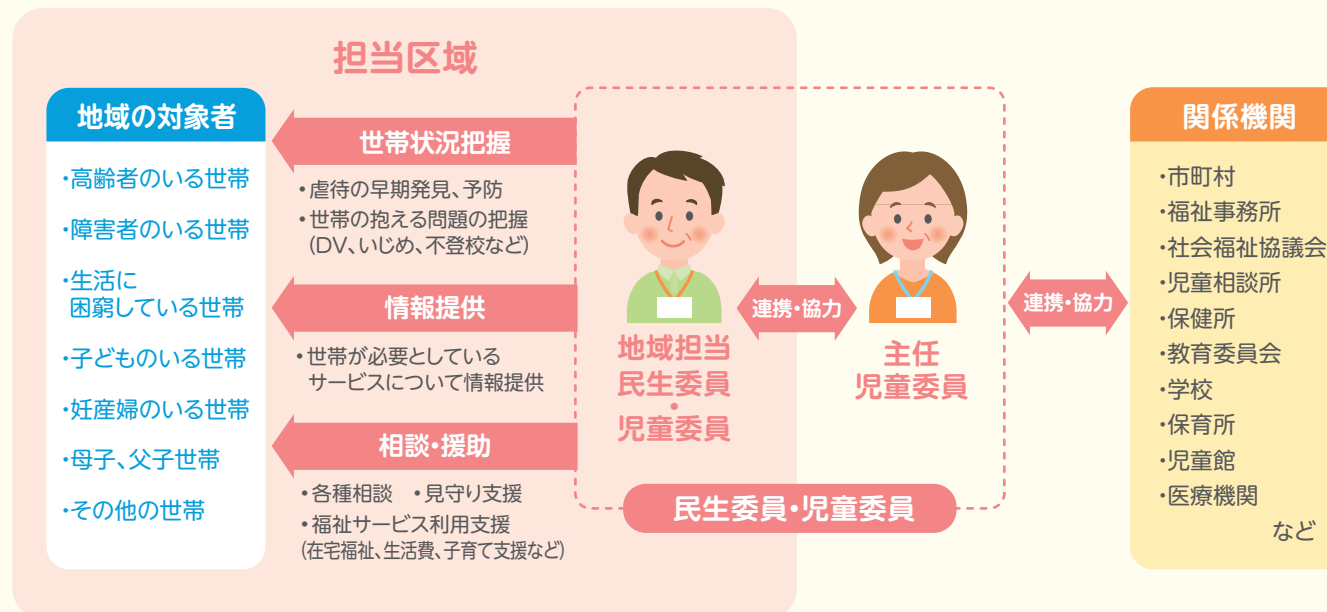 担当区域
地域の対象者
・高齢者のいる世帯
・障害者のいる世帯
・生活に
困窮している世帯
・子どものいる世帯
・妊産婦のいる世帯
・母子、父子世帯
・その他の世帯
世帯状況把握
・虐待の早期発見、予防
・世帯の抱える問題の把握
(DV、いじめ、不登校など)
情報提供
・世帯が必要としている
サービスについて情報提供
相談・援助
・各種相談 ・見守り支援
・福祉サービス利用支援
(在宅福祉、生活費、子育て支援など)
地域担当
民生委員
・
児童委員
連携・協力
主任
児童委員
民生委員・児童委員
連携・協力
関係機関
・市町村
・福祉事務所
・社会福祉協議会
・児童相談所
・保健所
・教育委員会
・学校
・保育所
・児童館
・医療機関
など